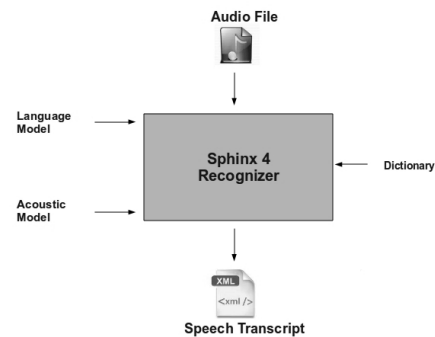 Audio File
Language
Model
Sphinx 4
Recognizer
Dictionary
Acoustic
Model
XML
<xml />
Speech Transcript